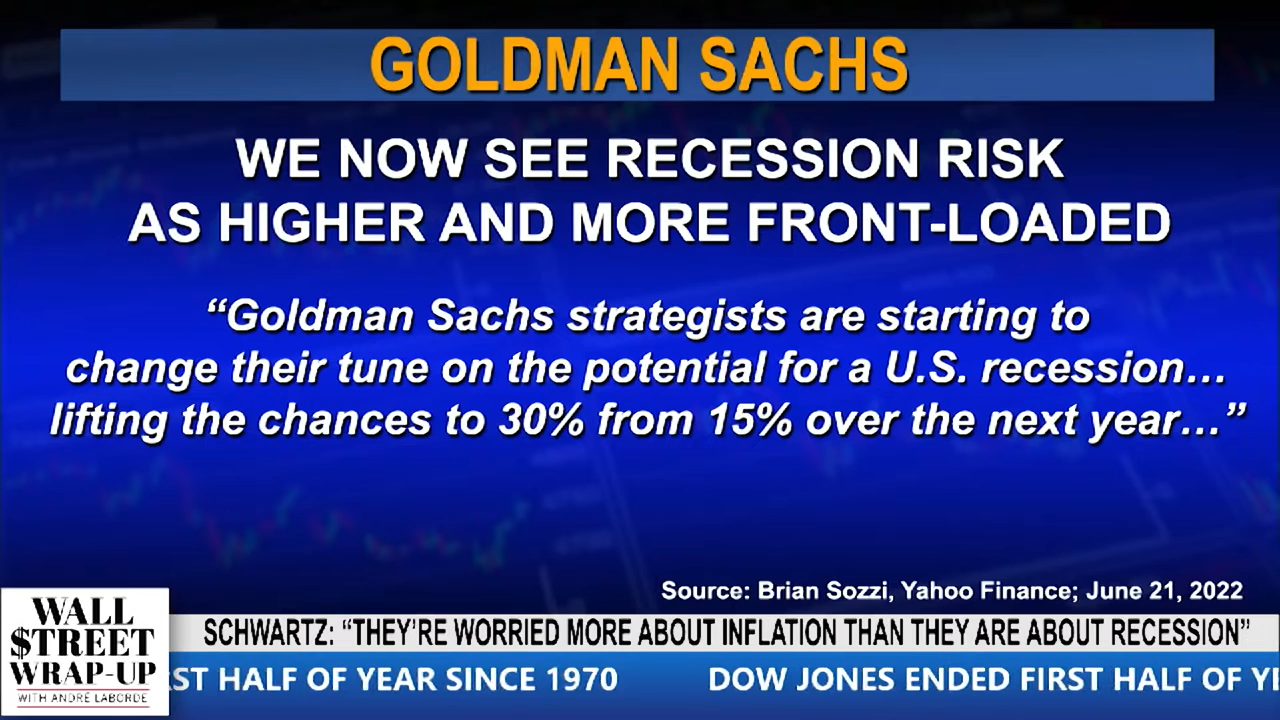 GOLDMAN SACHS
WE NOW SEE RECESSION RISK
AS HIGHER AND MORE FRONT-LOADED
“Goldman Sachs strategists are starting to
change their tune on the potential for a U.S. recession…
lifting the chances to 30% from 15% over the next year…”
Source: Brian Sozzi, Yahoo Finance; June 21, 2022
WALL
$TREET
WRAP-UP
WITH ANDRÉ LABORDE
SCHWARTZ: “THEY’RE WORRIED MORE ABOUT INFLATION THAN THEY ARE ABOUT RECESSION”
HALF OF YEAR SINCE 1970 DOW JONES ENDED FIRST HALF OF